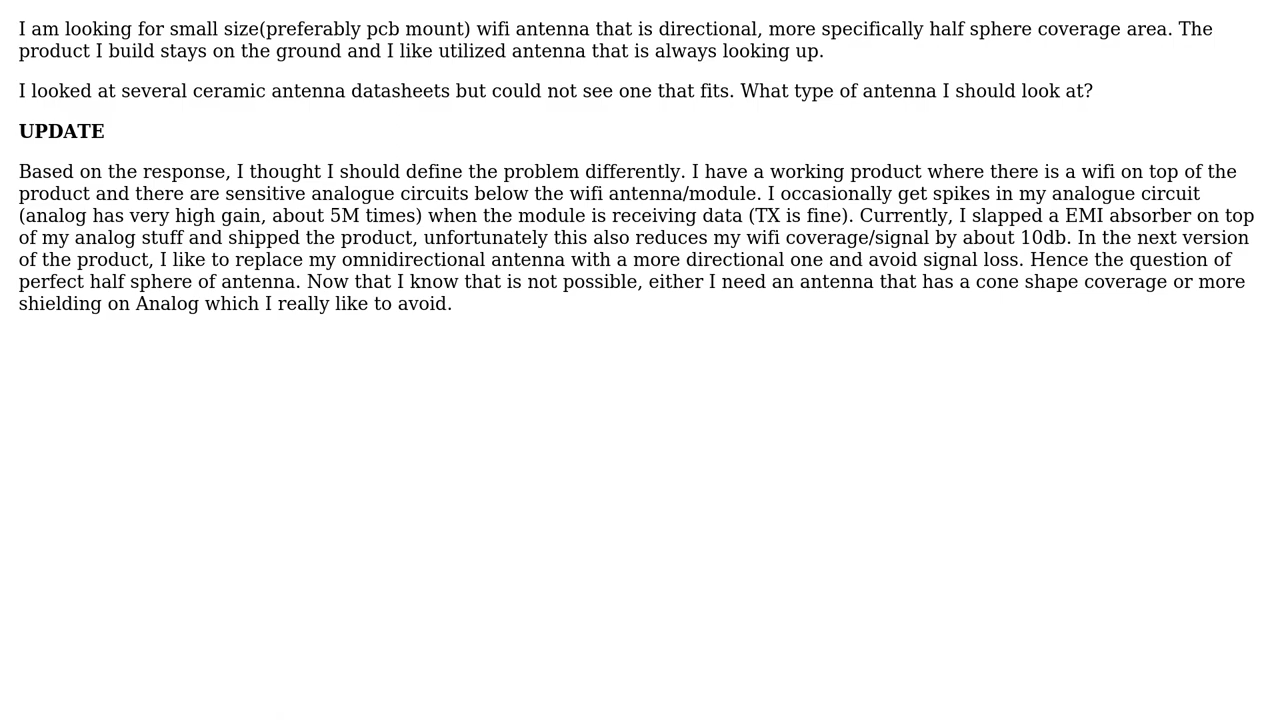 I am looking for small size(preferably pcb mount) wifi antenna that is directional, more specifically half sphere coverage area. The
product I build stays on the ground and I like utilized antenna that is always looking up.
I looked at several ceramic antenna datasheets but could not see one that fits. What type of antenna I should look at?
UPDATE
Based on the response, I thought I should define the problem differently. I have a working product where there is a wifi on top of the
product and there are sensitive analogue circuits below the wifi antenna/module. I occasionally get spikes in my analogue circuit
(analog has very high gain, about 5M times) when the module is receiving data (TX is fine). Currently, I slapped a EMI absorber on top
of my analog stuff and shipped the product, unfortunately this also reduces my wifi coverage/signal by about 10db. In the next version
of the product, I like to replace my omnidirectional antenna with a more directional one and avoid signal loss. Hence the question of
perfect half sphere of antenna. Now that I know that is not possible, either I need an antenna that has a cone shape coverage or more
shielding on Analog which I really like to avoid.